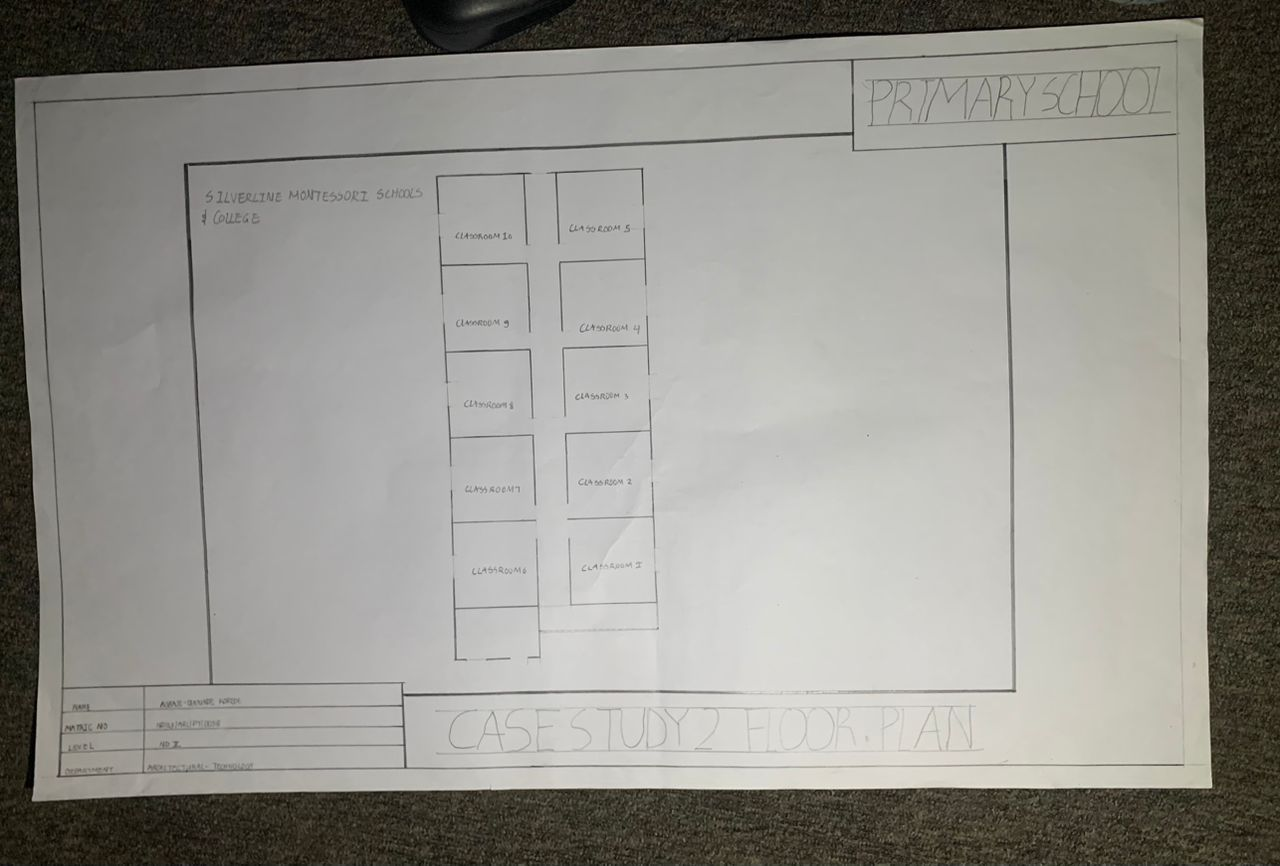 PRIMARY SCHOOL
SILVERLINE MONTESSORI SCHOOLS
& COLLEGE
CLASSROOM 10
CLASSROOM 5
CLASSROOM 9
CLASSROOM 4
CLASSROOM 8
CLASSROOM 3
CLASSROOM 7
CLASSROOM 2
CLASSROOM 6
CLASSROOM I
NAME
MATRIC NO
LEVEL ND I
DEPARTMENT ARCHITECTURAL - TECHNOLOGY
CASE STUDY 2 FLOOR. PLAN